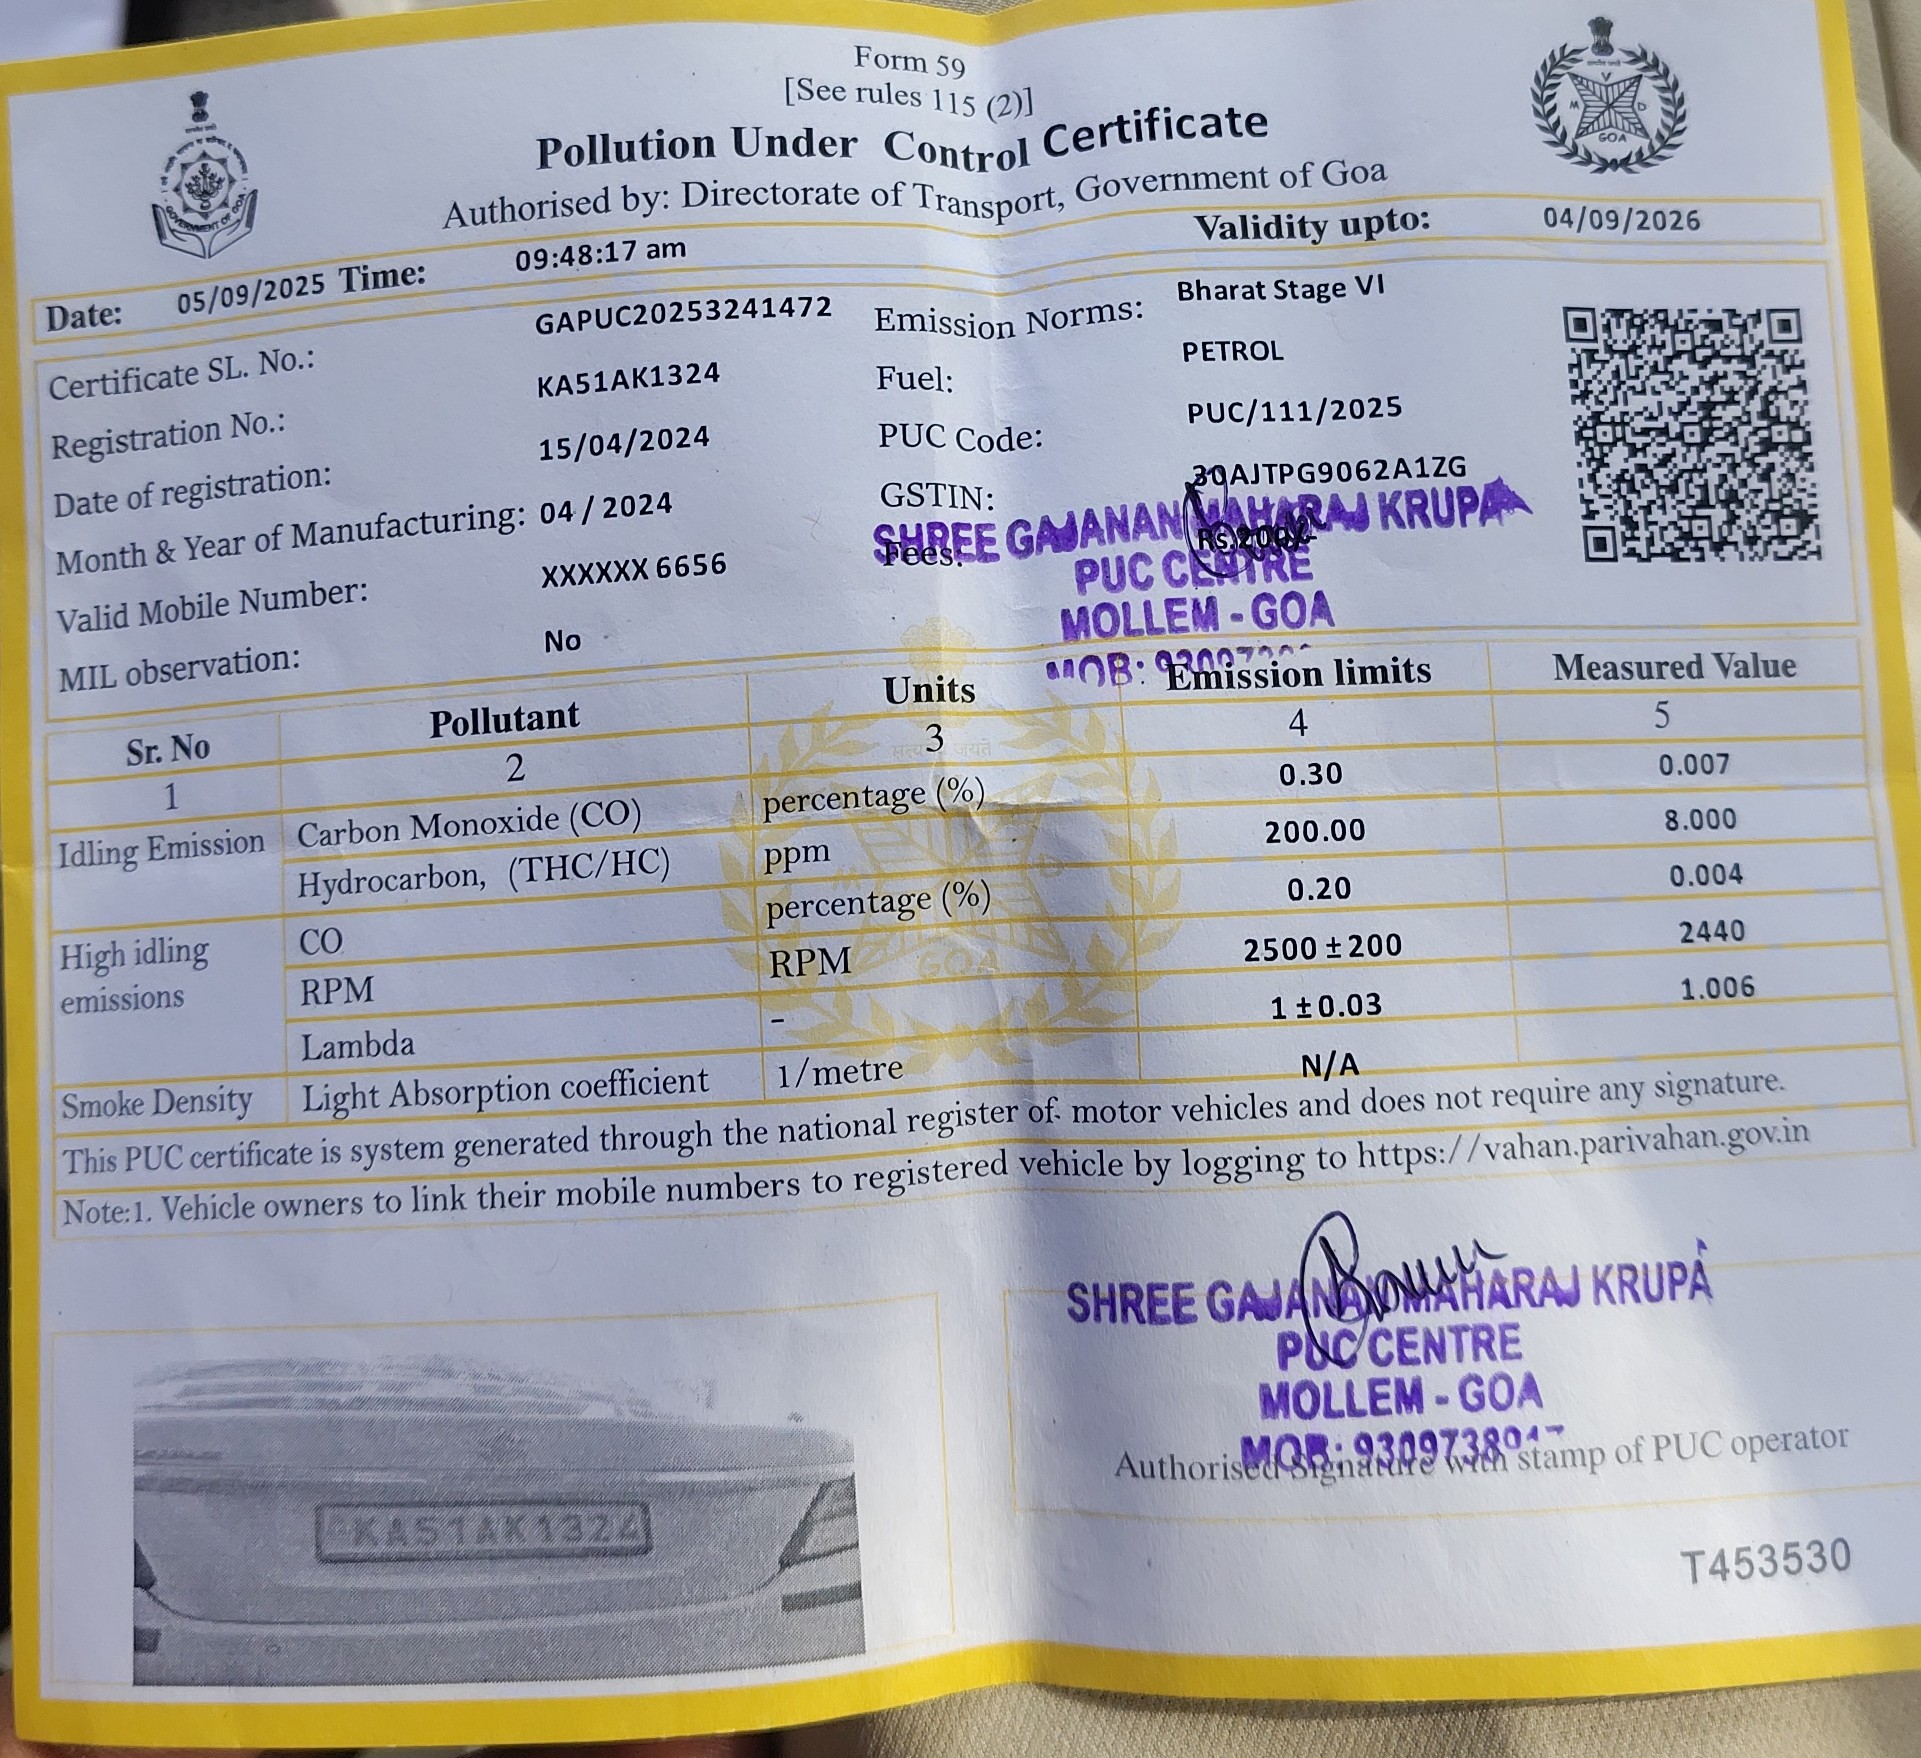 Form 59
[See rules 115 (2)]
Pollution Under Control Certificate
Authorised by: Directorate of Transport, Government of Goa
GOVERNMENT OF GOA
M V D
GOA
Date: 05/09/2025 Time: 09:48:17 am Validity upto: 04/09/2026
Certificate SL. No.: GAPUC20253241472 Emission Norms: Bharat Stage VI
Registration No.: KA51AK1324 Fuel: PETROL
Date of registration: 15/04/2024 PUC Code: PUC/111/2025
Month & Year of Manufacturing: 04 / 2024 GSTIN: 30AJTPG9062A1ZG
Valid Mobile Number: XXXXXX 6656 Fees: Rs.200/-
MIL observation: No
SHREE GAJANAN MAHARAJ KRUPA
PUC CENTRE
MOLLEM - GOA
MOB:
Sr. No Pollutant Units Emission limits Measured Value
1 2 3 4 5
Idling Emission Carbon Monoxide (CO) percentage (%) 0.30 0.007
Hydrocarbon, (THC/HC) ppm 200.00 8.000
High idling emissions CO percentage (%) 0.20 0.004
RPM RPM 2500 ± 200 2440
Lambda - 1 ± 0.03 1.006
Smoke Density Light Absorption coefficient 1/metre N/A
This PUC certificate is system generated through the national register of motor vehicles and does not require any signature.
Note:1. Vehicle owners to link their mobile numbers to registered vehicle by logging to https://vahan.parivahan.gov.in
SHREE GAJANAN MAHARAJ KRUPA
PUC CENTRE
MOLLEM - GOA
MOB:
Authorised Signature with stamp of PUC operator
KA51AK1324
T453530